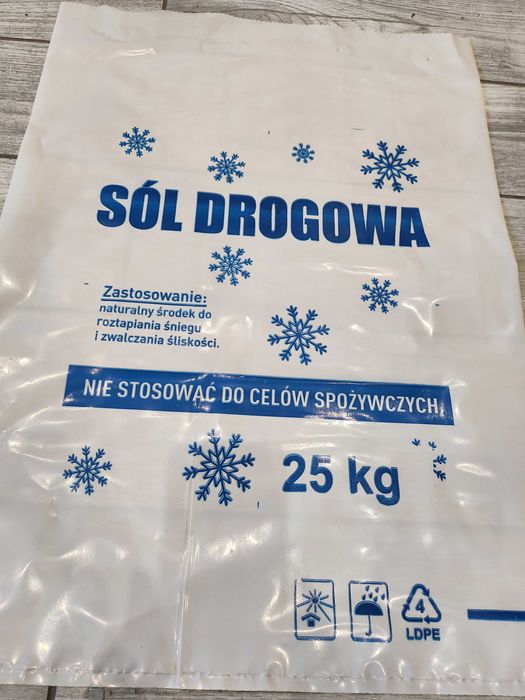 SÓL DROGOWA
Zastosowanie:
naturalny środek do
roztapiania śniegu
i zwalczania śliskości.
NIE STOSOWAĆ DO CELÓW SPOŻYWCZYCH
25 kg
4
LDPE